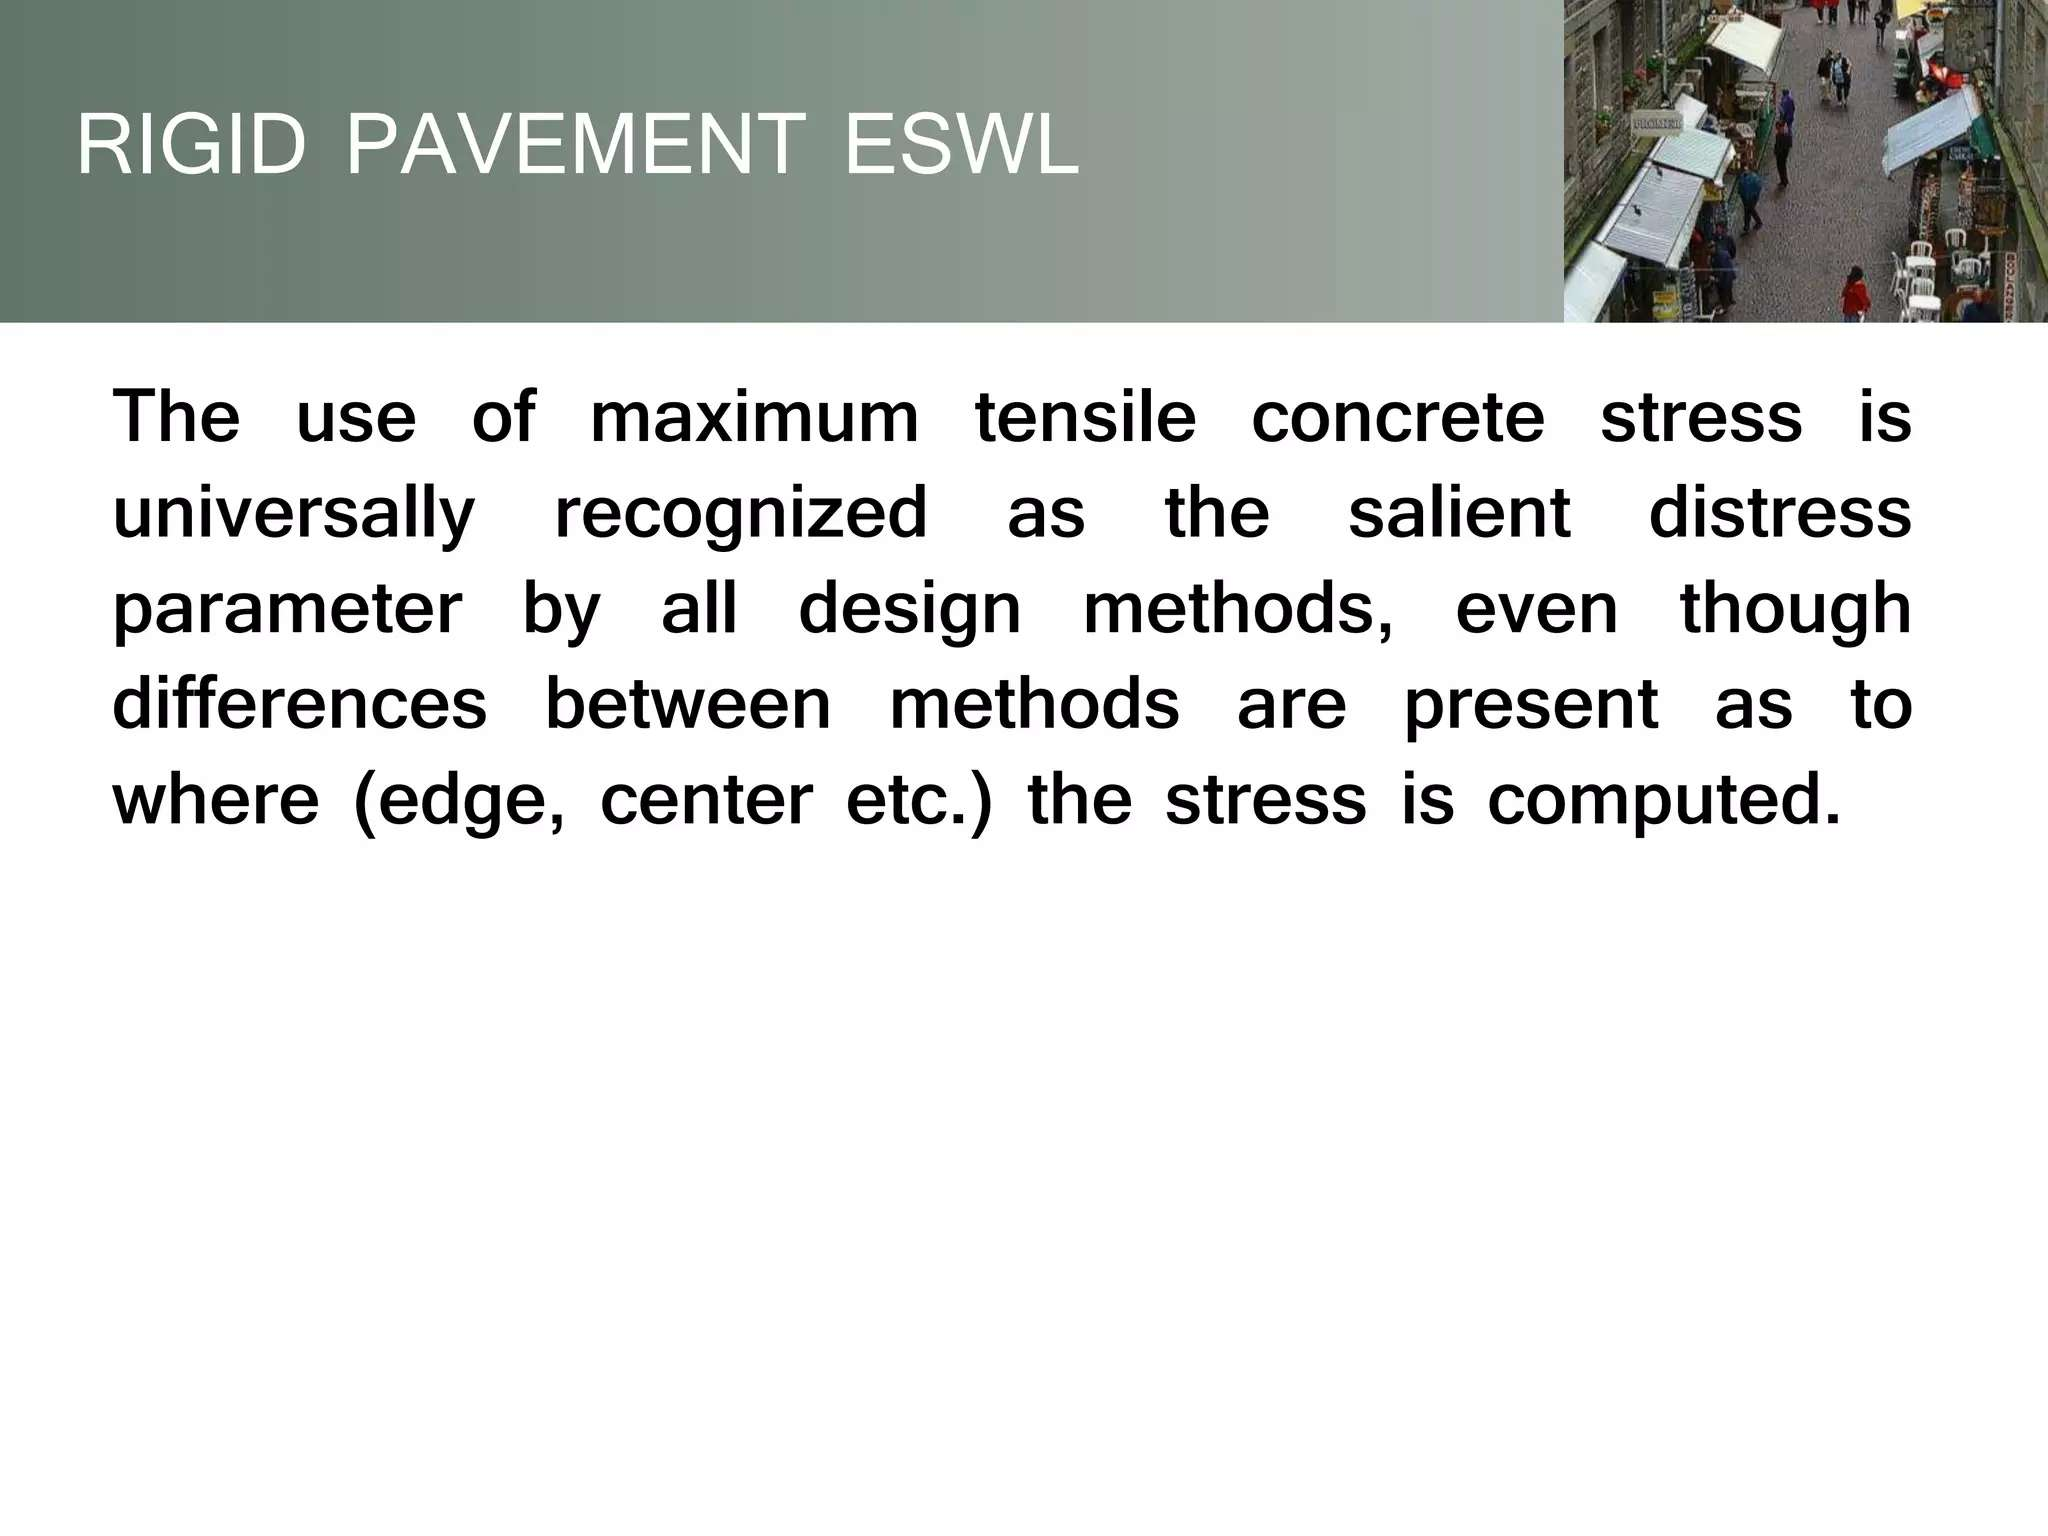 RIGID PAVEMENT ESWL
The use of maximum tensile concrete stress is
universally recognized as the salient distress
parameter by all design methods, even though
differences between methods are present as to
where (edge, center etc.) the stress is computed.